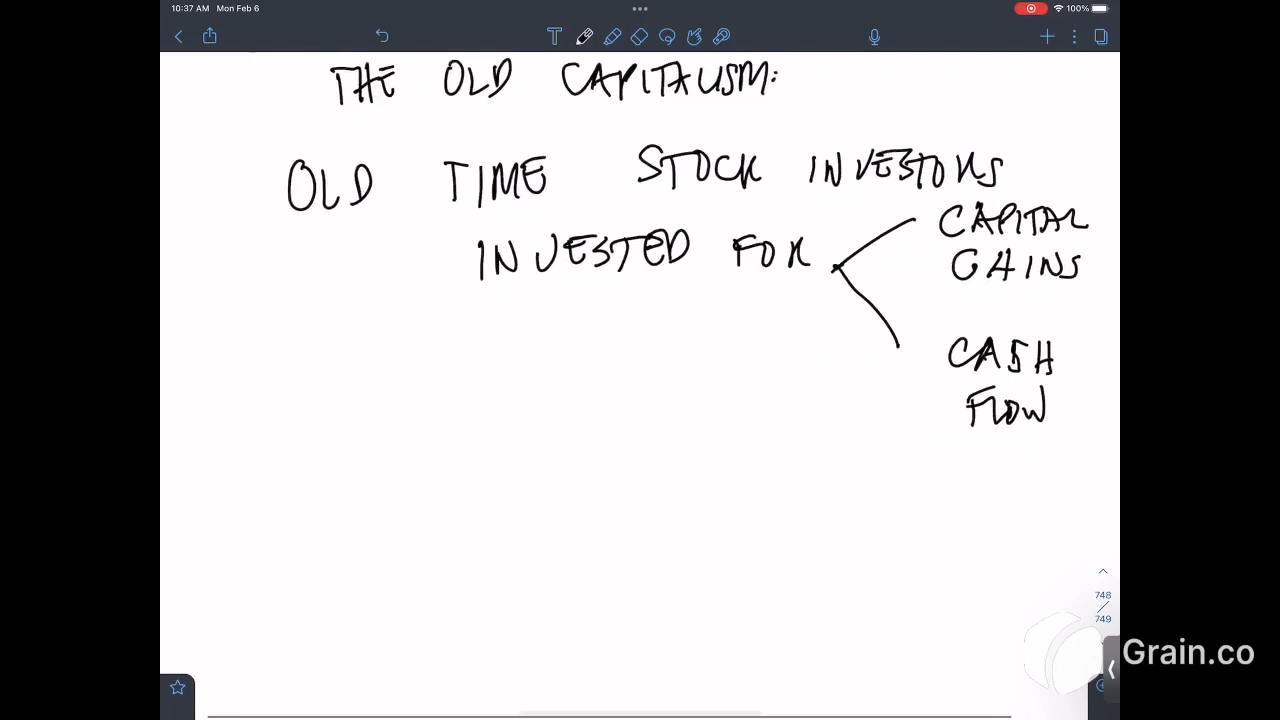 10:37 AM Mon Feb 6
100%
THE OLD CAPITALISM:
OLD TIME STOCK INVESTORS
INVESTED FOR
CAPITAL
GAINS
CASH
FLOW
748
749
Grain.co